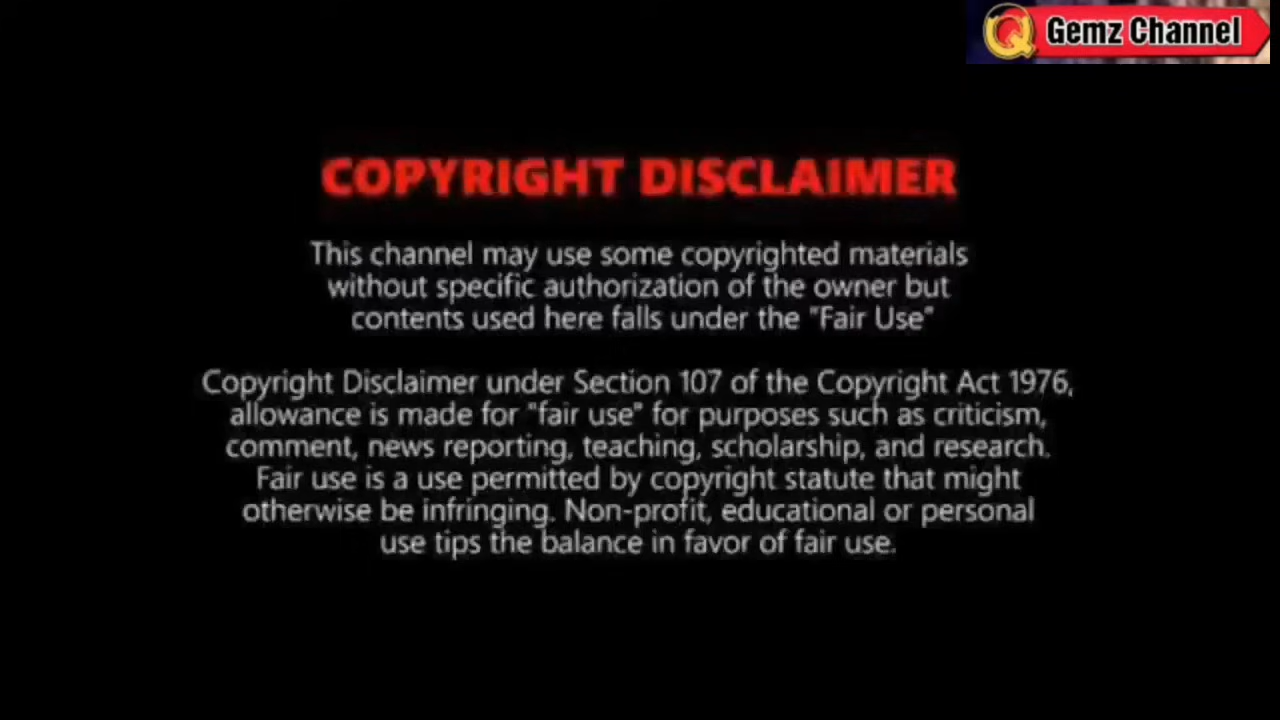 Gemz Channel
COPYRIGHT DISCLAIMER
This channel may use some copyrighted materials
without specific authorization of the owner but
contents used here falls under the "Fair Use"
Copyright Disclaimer under Section 107 of the Copyright Act 1976,
allowance is made for "fair use" for purposes such as criticism,
comment, news reporting, teaching, scholarship, and research.
Fair use is a use permitted by copyright statute that might
otherwise be infringing. Non-profit, educational or personal
use tips the balance in favor of fair use.